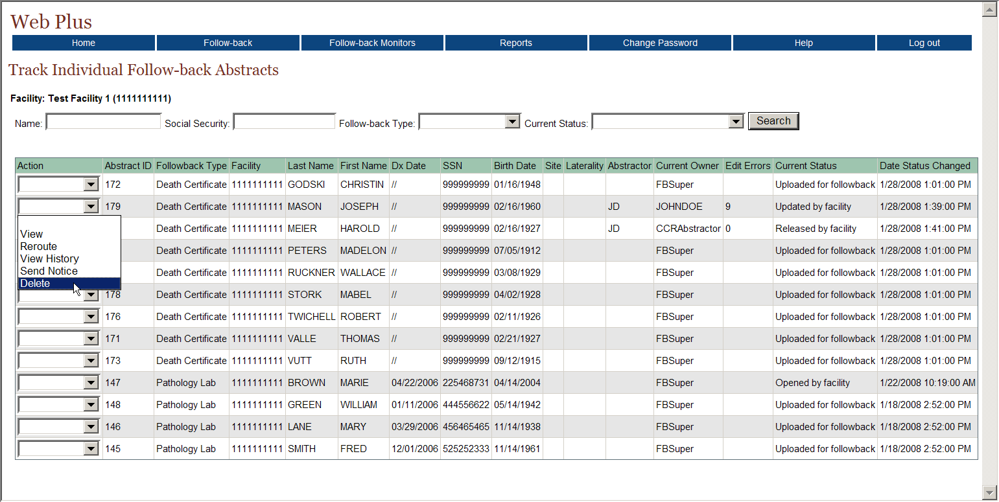 Web Plus
Home Follow-back Follow-back Monitors Reports Change Password Help Log out
Track Individual Follow-back Abstracts
Facility: Test Facility 1 (1111111111)
Name: Social Security: Follow-back Type: Current Status: Search
Action Abstract ID Followback Type Facility Last Name First Name Dx Date SSN Birth Date Site Laterality Abstractor Current Owner Edit Errors Current Status Date Status Changed
172 Death Certificate 1111111111 GODSKI CHRISTIN // 999999999 01/16/1948 FBSuper Uploaded for followback 1/28/2008 1:01:00 PM
179 Death Certificate 1111111111 MASON JOSEPH // 999999999 02/16/1960 JD JOHNDOE 9 Updated by facility 1/28/2008 1:39:00 PM
Death Certificate 1111111111 MEIER HAROLD // 999999999 02/16/1927 JD CCRAbstractor 0 Released by facility 1/28/2008 1:41:00 PM
View
Reroute
Death Certificate 1111111111 PETERS MADELON // 999999999 07/05/1912 FBSuper Uploaded for followback 1/28/2008 1:01:00 PM
View History
Send Notice
Death Certificate 1111111111 RUCKNER WALLACE // 999999999 03/08/1929 FBSuper Uploaded for followback 1/28/2008 1:01:00 PM
Delete
178 Death Certificate 1111111111 STORK MABEL // 999999999 04/02/1928 FBSuper Uploaded for followback 1/28/2008 1:01:00 PM
176 Death Certificate 1111111111 TWICHELL ROBERT // 999999999 02/11/1926 FBSuper Uploaded for followback 1/28/2008 1:01:00 PM
171 Death Certificate 1111111111 VALLE THOMAS // 999999999 02/21/1927 FBSuper Uploaded for followback 1/28/2008 1:01:00 PM
173 Death Certificate 1111111111 VUTT RUTH // 999999999 09/12/1915 FBSuper Uploaded for followback 1/28/2008 1:01:00 PM
147 Pathology Lab 1111111111 BROWN MARIE 04/22/2006 225468731 04/14/2004 FBSuper Opened by facility 1/22/2008 10:19:00 AM
148 Pathology Lab 1111111111 GREEN WILLIAM 01/11/2006 444556622 05/14/1942 FBSuper Uploaded for followback 1/18/2008 2:52:00 PM
146 Pathology Lab 1111111111 LANE MARY 03/29/2006 456465465 11/14/1938 FBSuper Uploaded for followback 1/18/2008 2:52:00 PM
145 Pathology Lab 1111111111 SMITH FRED 12/01/2006 525252333 11/14/1961 FBSuper Uploaded for followback 1/18/2008 2:52:00 PM